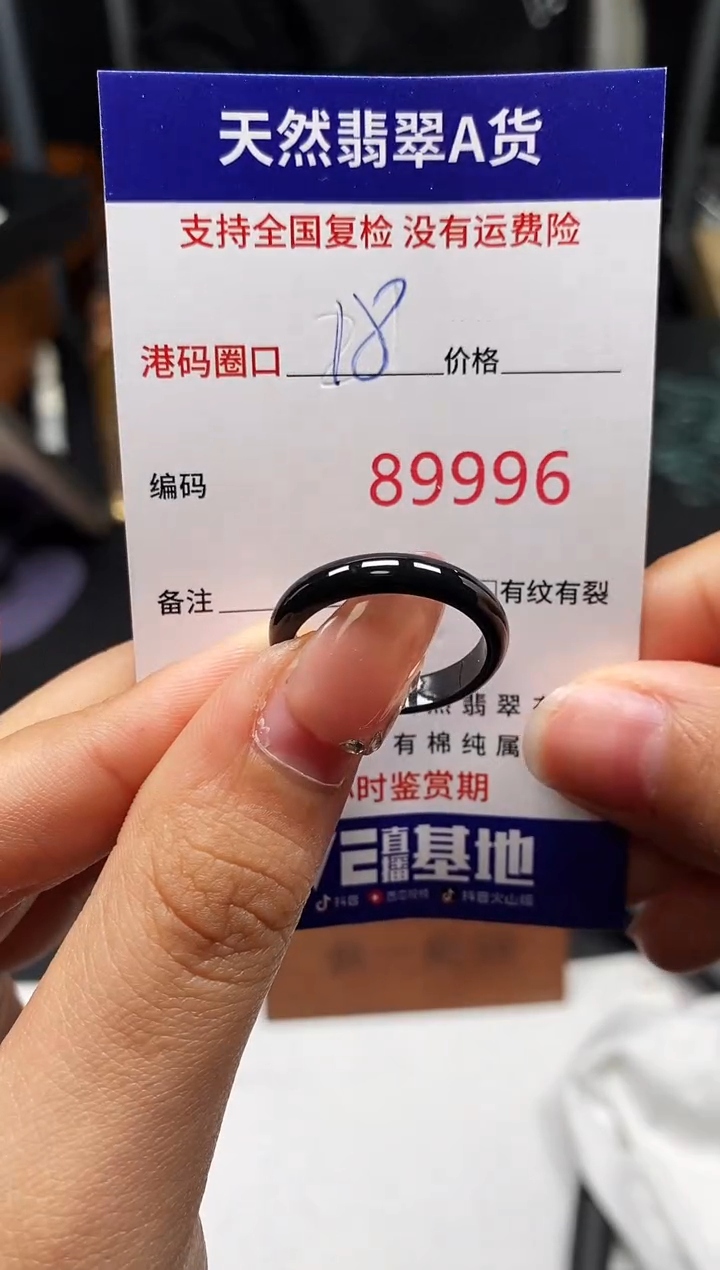 天然翡翠A货
支持全国复检 没有运费险
港码圈口 18 价格
编码 89996
备注 有纹有裂
翡翠
有棉纯属
时鉴赏期
直播基地
抖音 抖音火山